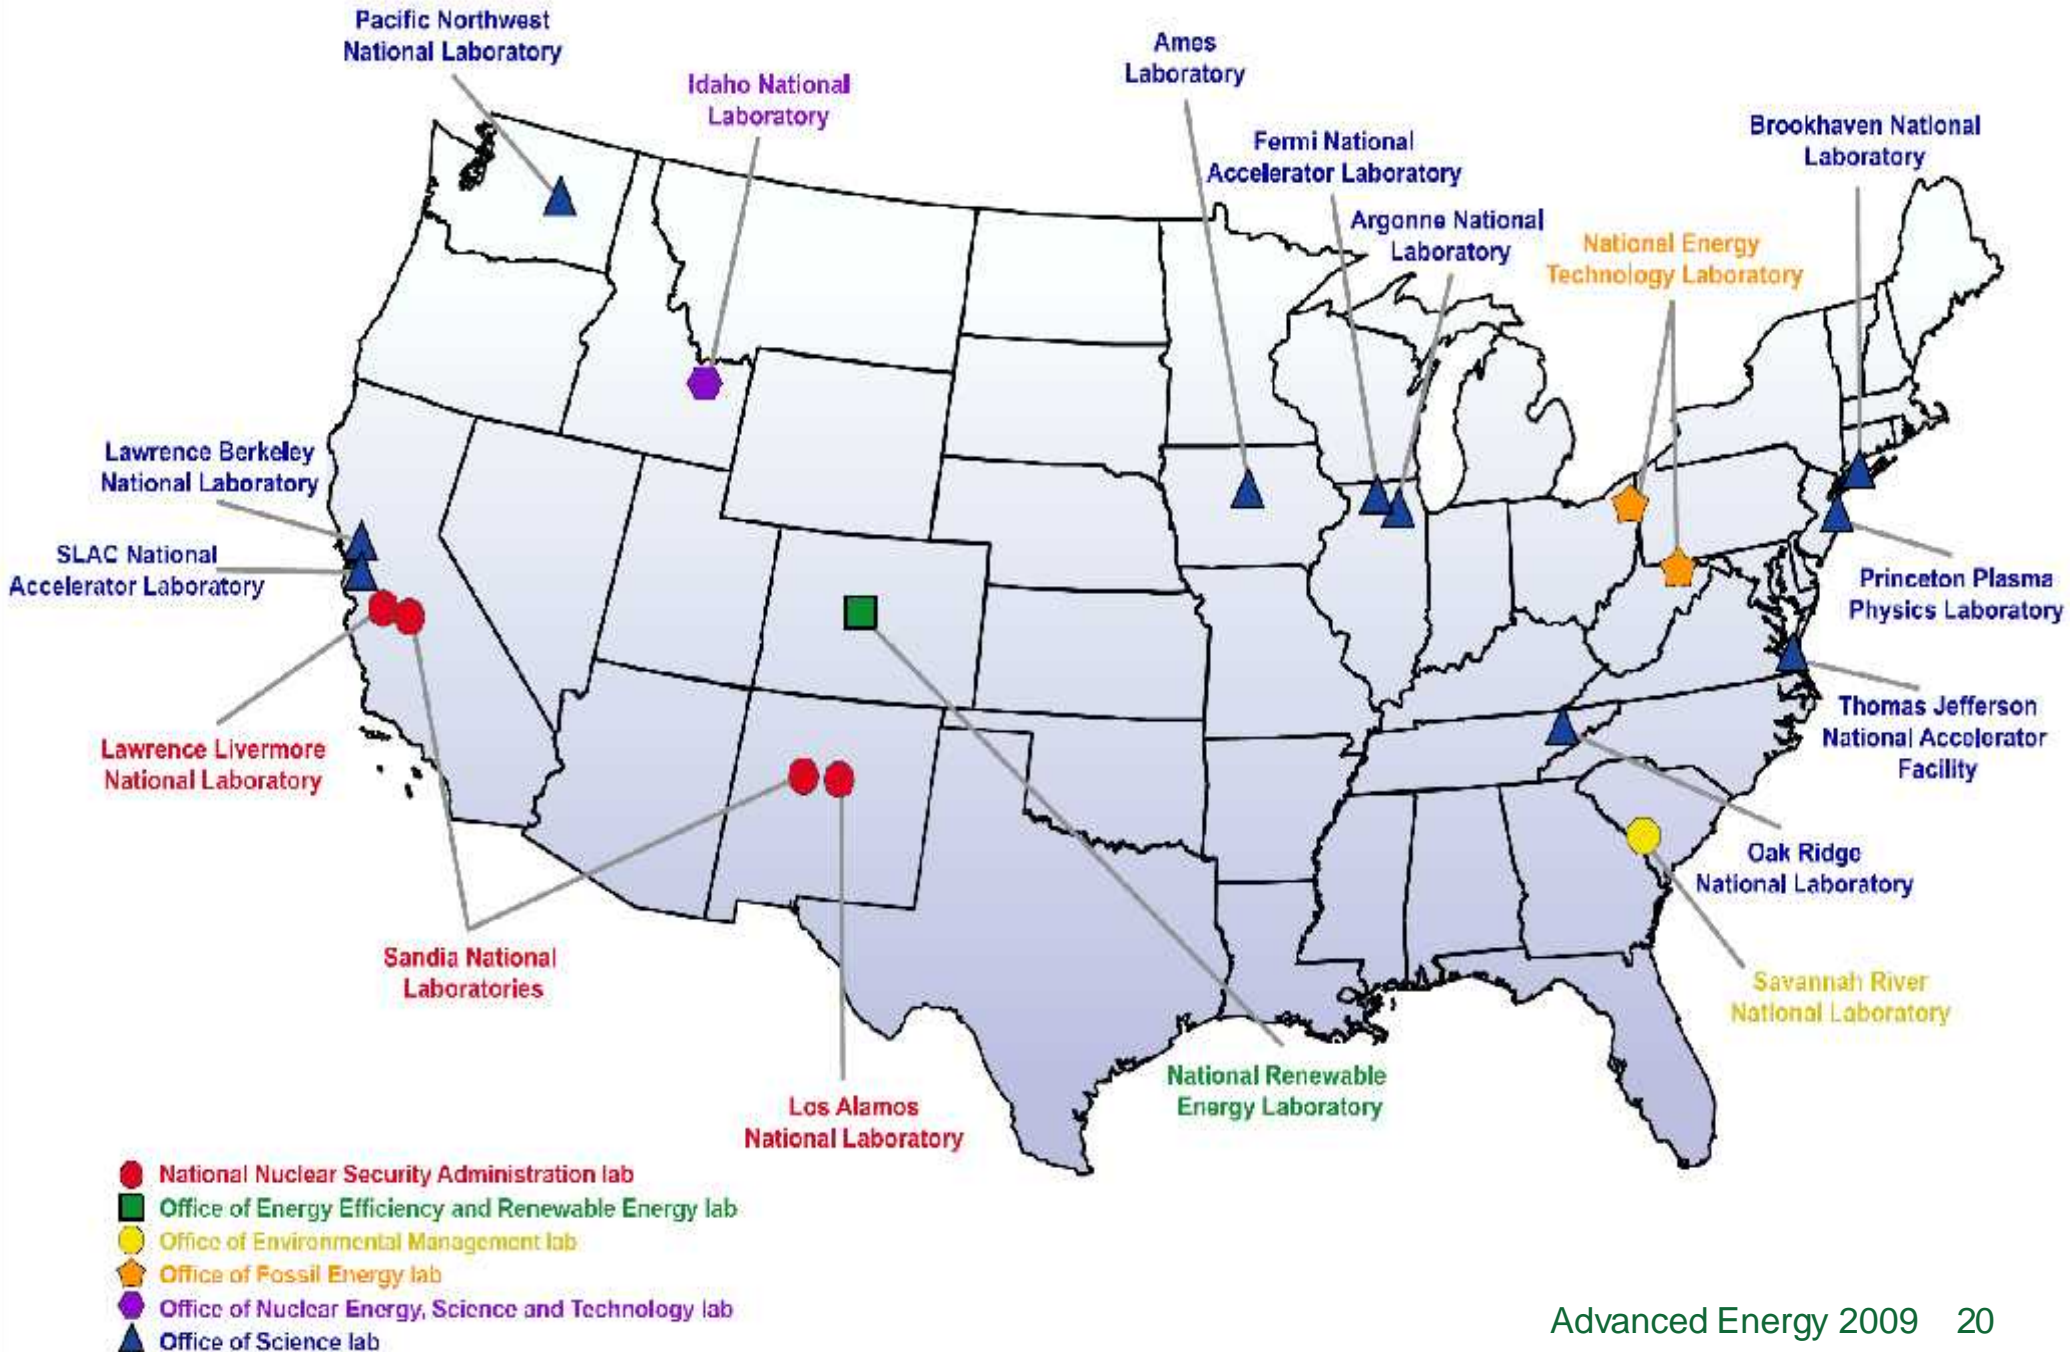 Pacific Northwest
National Laboratory
Idaho National
Laboratory
Ames
Laboratory
Fermi National
Accelerator Laboratory
Argonne National
Laboratory
National Energy
Technology Laboratory
Brookhaven National
Laboratory
Lawrence Berkeley
National Laboratory
SLAC National
Accelerator Laboratory
Lawrence Livermore
National Laboratory
Sandia National
Laboratories
Los Alamos
National Laboratory
National Renewable
Energy Laboratory
Princeton Plasma
Physics Laboratory
Thomas Jefferson
National Accelerator
Facility
Oak Ridge
National Laboratory
Savannah River
National Laboratory
National Nuclear Security Administration lab
Office of Energy Efficiency and Renewable Energy lab
Office of Environmental Management lab
Office of Fossil Energy lab
Office of Nuclear Energy, Science and Technology lab
Office of Science lab
Advanced Energy 2009 20